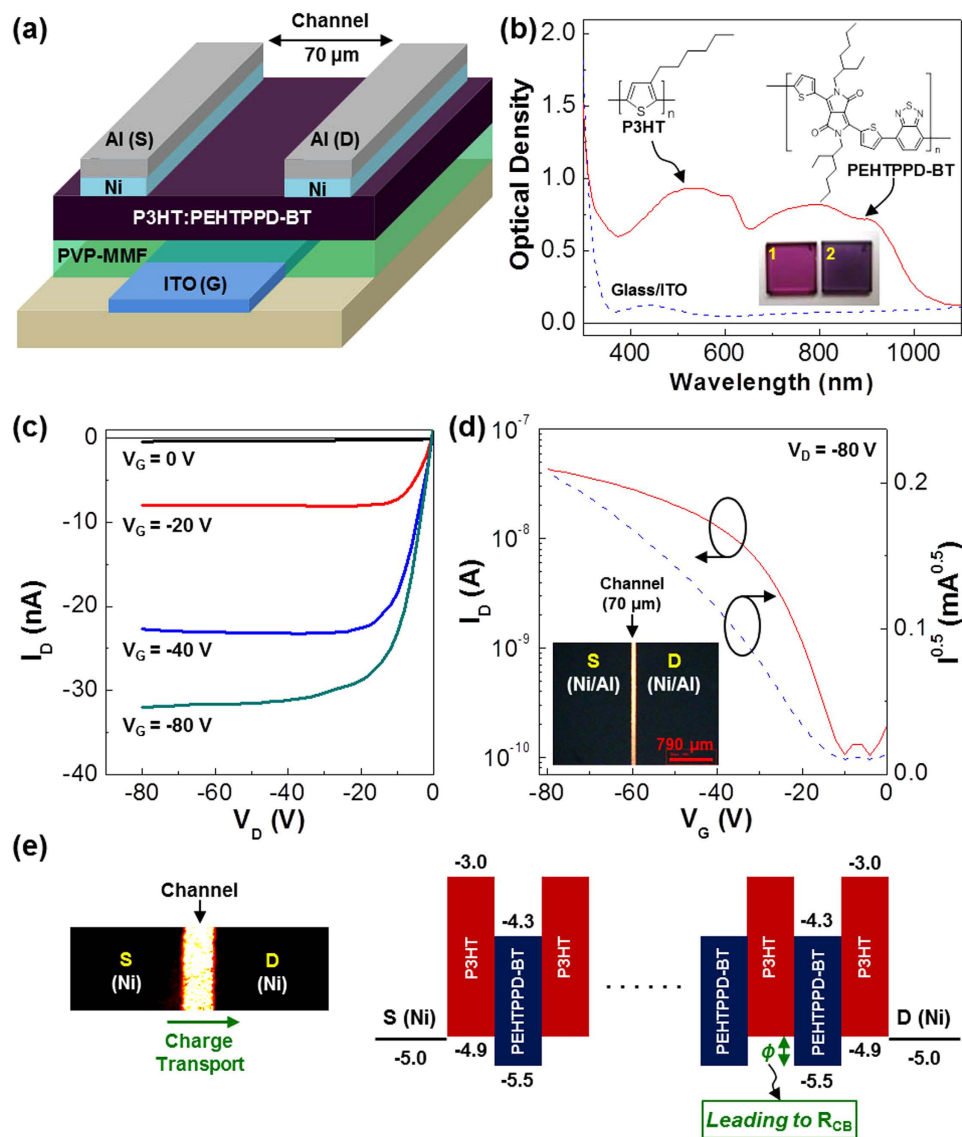 (a)
Channel
70 μm
Al (S)
Al (D)
Ni
Ni
P3HT:PEHTPPD-BT
PVP-MMF
ITO (G)
(b)
2.0
1.5
1.0
0.5
0.0
Optical Density
400
600
800
1000
Wavelength (nm)
S
n
P3HT
S
N
O
O
N
S
N
S
N
n
PEHTPPD-BT
1
2
Glass/ITO
(c)
0
-10
-20
-30
-40
I_D (nA)
V_G = 0 V
V_G = -20 V
V_G = -40 V
V_G = -80 V
-80
-60
-40
-20
0
V_D (V)
(d)
V_D = -80 V
10^-7
10^-8
10^-9
10^-10
I_D (A)
0.2
0.1
0.0
I^0.5 (mA^0.5)
Channel
(70 μm)
S
(Ni/Al)
D
(Ni/Al)
790 μm
-80
-60
-40
-20
0
V_G (V)
(e)
Channel
S
(Ni)
D
(Ni)
Charge
Transport
S (Ni)
-5.0
-3.0
P3HT
-4.9
-4.3
PEHTPPD-BT
-5.5
P3HT
. . . . . .
PEHTPPD-BT
P3HT
ϕ
-4.3
PEHTPPD-BT
-5.5
-3.0
P3HT
-4.9
D (Ni)
-5.0
Leading to R_CB